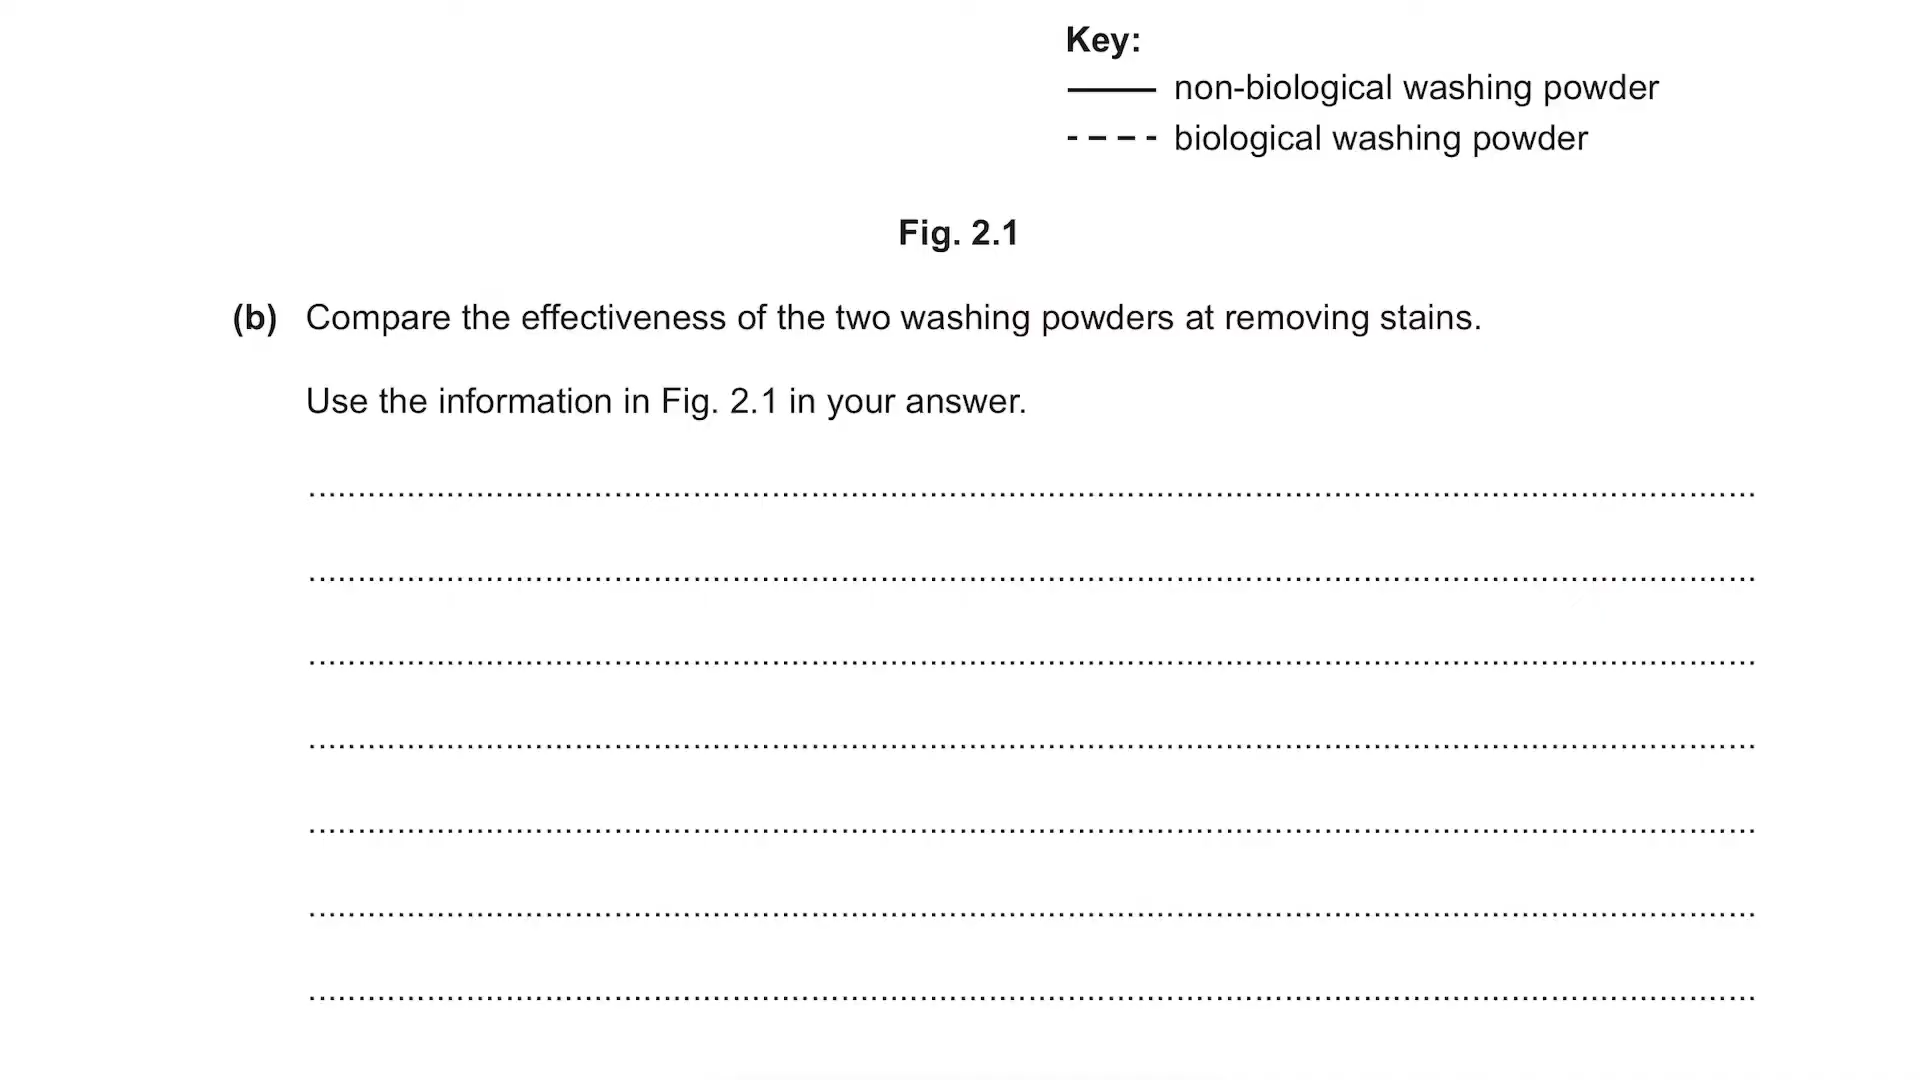 Key:
non-biological washing powder
biological washing powder
Fig. 2.1
(b) Compare the effectiveness of the two washing powders at removing stains.
Use the information in Fig. 2.1 in your answer.